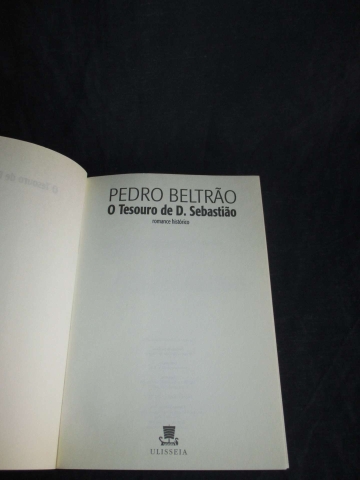 PEDRO BELTRÃO
O Tesouro de D. Sebastião
romance histórico
ULISSEIA